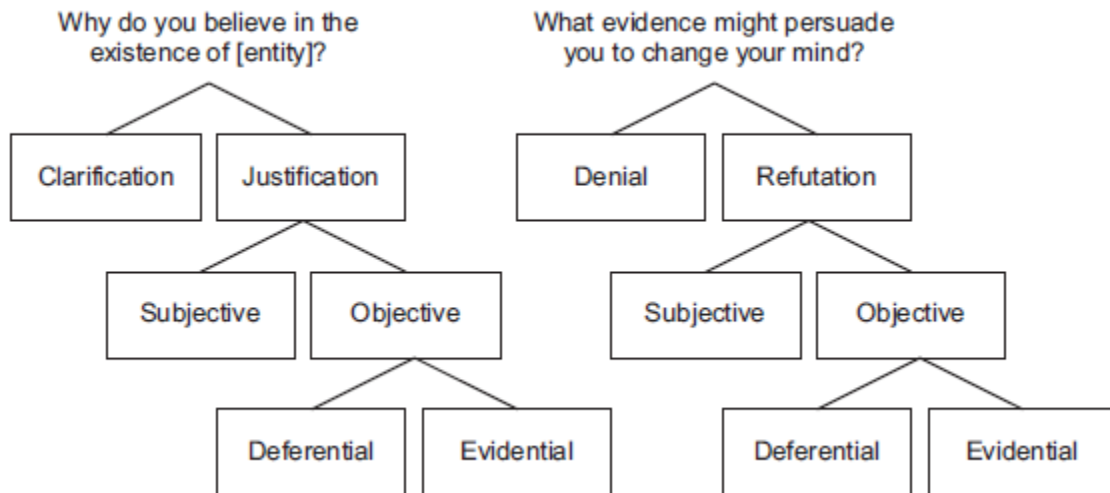 Why do you believe in the
existence of [entity]?
What evidence might persuade
you to change your mind?
Clarification
Justification
Denial
Refutation
Subjective
Objective
Subjective
Objective
Deferential
Evidential
Deferential
Evidential